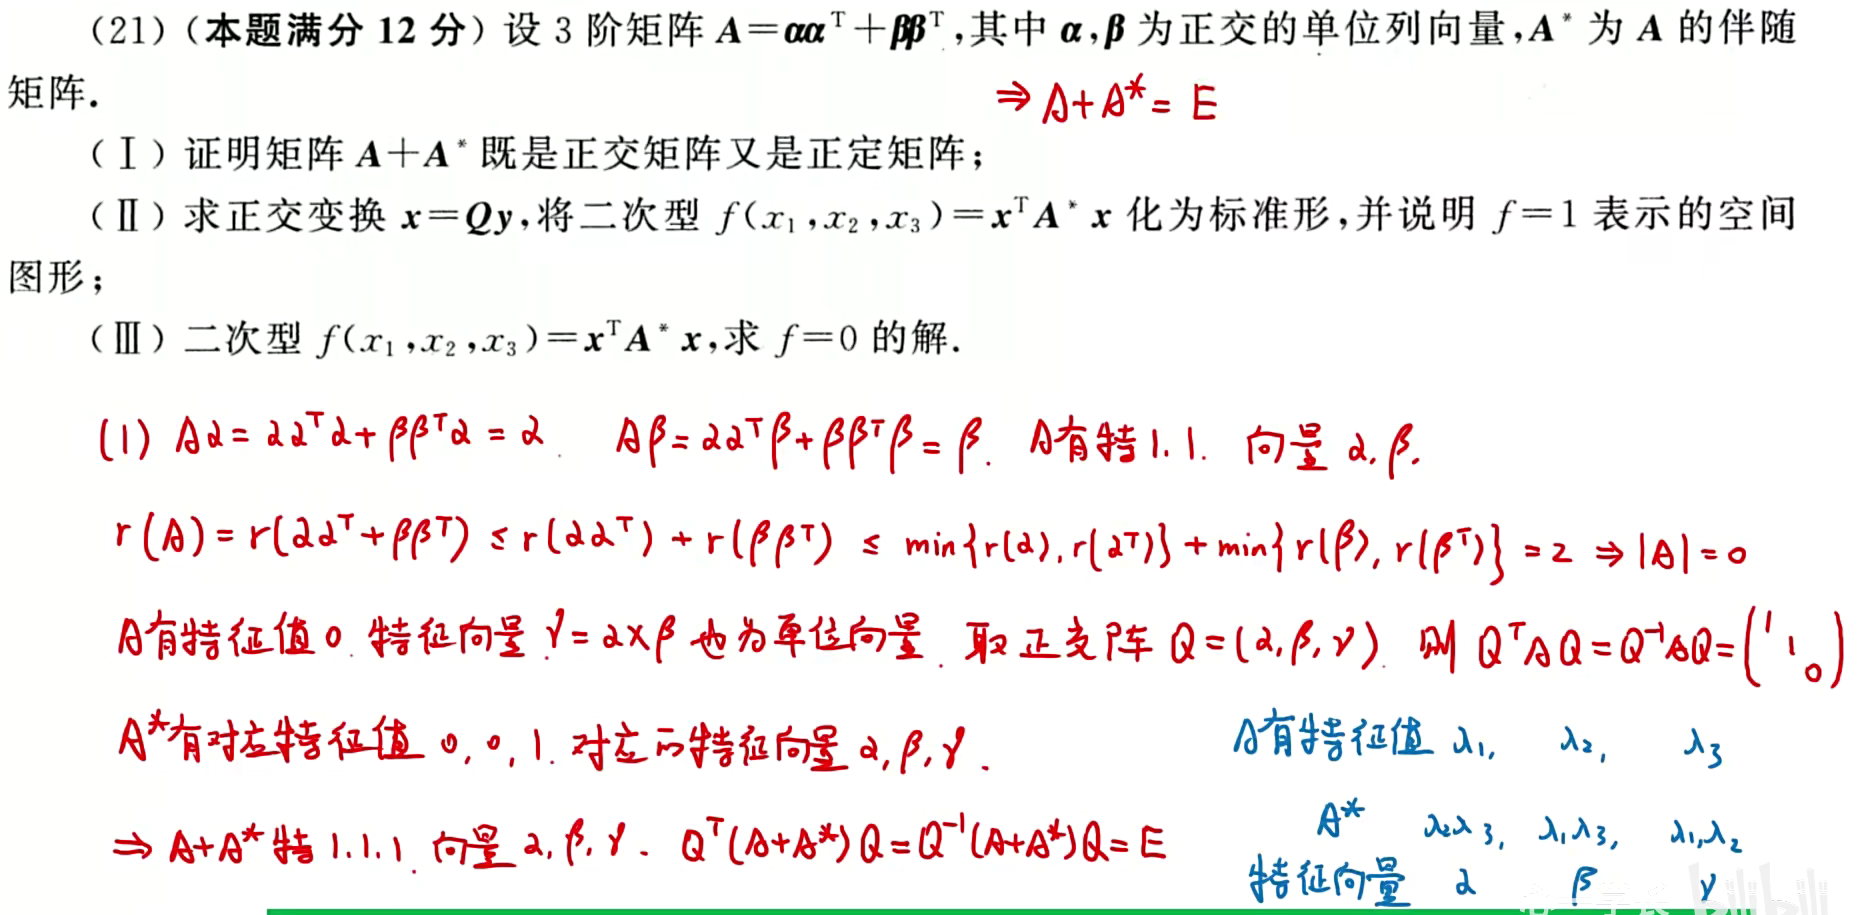 (21)(本题满分 12 分)设 3 阶矩阵 A=αα^T+ββ^T,其中 α,β 为正交的单位列向量,A* 为 A 的伴随
矩阵.
⇒ A+A*= E
(Ⅰ)证明矩阵 A+A* 既是正交矩阵又是正定矩阵;
(Ⅱ)求正交变换 x=Qy,将二次型 f(x₁,x₂,x₃)=x^TA*x 化为标准形,并说明 f=1 表示的空间
图形;
(Ⅲ)二次型 f(x₁,x₂,x₃)=x^TA*x,求 f=0 的解.
(1) Aα=αα^Tα+ββ^Tα=α. Aβ=αα^Tβ+ββ^Tβ=β. A有特1.1. 向量 α.β.
r(A)=r(αα^T+ββ^T)≤r(αα^T)+r(ββ^T) ≤ min{r(α),r(α^T)}+min{r(β),r(β^T)}=2 ⇒|A|=0
A有特征值0.特征向量 γ=α×β 也为单位向量. 取正交阵 Q=(α,β,γ). 则 Q^TAQ=Q^-1AQ=(1 1 0)
A*有对应特征值 0,0,1.对应的特征向量 α,β,γ.
A有特征值 λ₁, λ₂, λ₃
⇒ A+A*特1.1.1.向量 α.β.γ. Q^T(A+A*)Q=Q^-1(A+A*)Q=E
A* λ₂λ₃, λ₁λ₃, λ₁,λ₂
特征向量 α β γ
bilibili